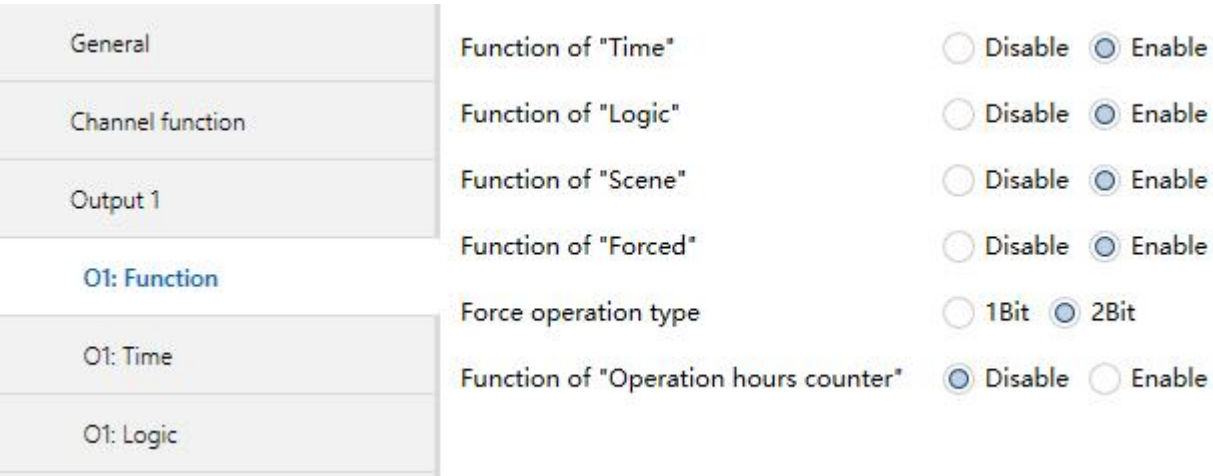 General
Channel function
Output 1
O1: Function
O1: Time
O1: Logic
Function of "Time" Disable Enable
Function of "Logic" Disable Enable
Function of "Scene" Disable Enable
Function of "Forced" Disable Enable
Force operation type 1Bit 2Bit
Function of "Operation hours counter" Disable Enable